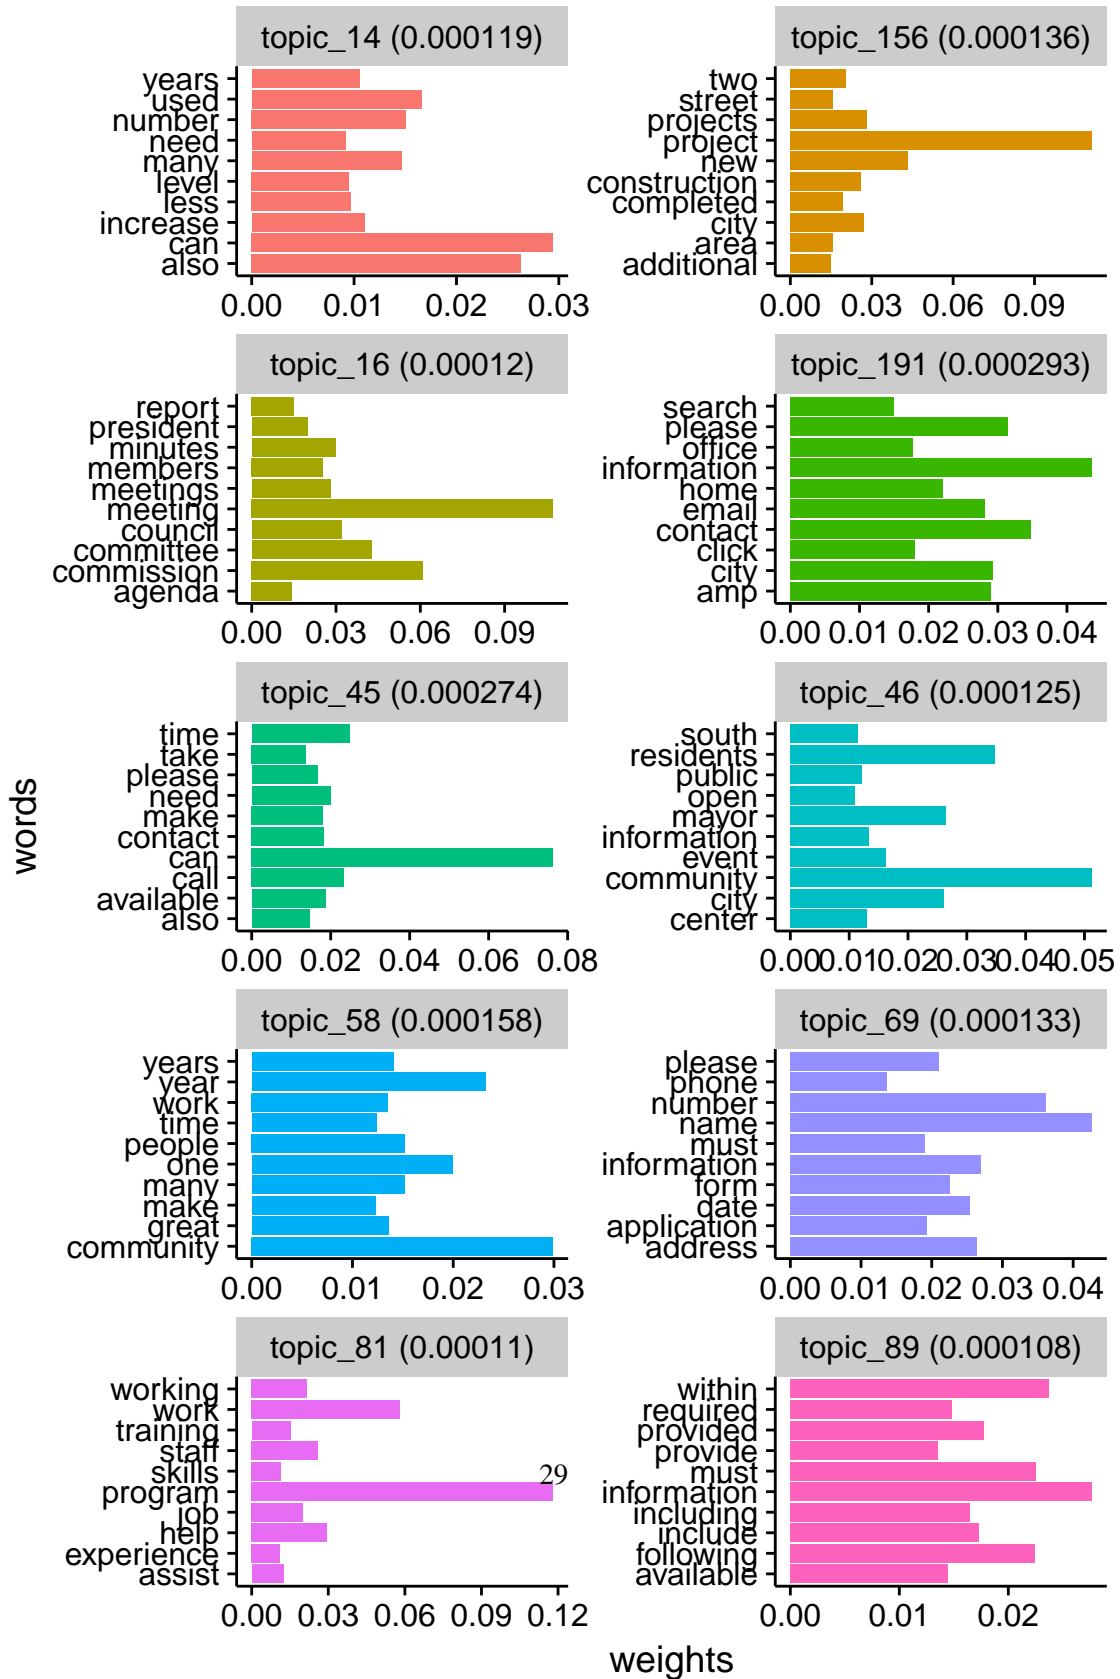 topic_14 (0.000119)
years
used
number
need
many
level
less
increase
can
also
0.00 0.01 0.02 0.03
topic_156 (0.000136)
two
street
projects
project
new
construction
completed
city
area
additional
0.00 0.03 0.06 0.09
topic_16 (0.00012)
report
president
minutes
members
meetings
meeting
council
committee
commission
agenda
0.00 0.03 0.06 0.09
topic_191 (0.000293)
search
please
office
information
home
email
contact
click
city
amp
0.00 0.01 0.02 0.03 0.04
topic_45 (0.000274)
time
take
please
need
make
contact
can
call
available
also
0.00 0.02 0.04 0.06 0.08
topic_46 (0.000125)
south
residents
public
open
mayor
information
event
community
city
center
0.00 0.01 0.02 0.03 0.04 0.05
topic_58 (0.000158)
years
year
work
time
people
one
many
make
great
community
0.00 0.01 0.02 0.03
topic_69 (0.000133)
please
phone
number
name
must
information
form
date
application
address
0.00 0.01 0.02 0.03 0.04
topic_81 (0.00011)
working
work
training
staff
skills
program
job
help
experience
assist
0.00 0.03 0.06 0.09 0.12
29
topic_89 (0.000108)
within
required
provided
provide
must
information
including
include
following
available
0.00 0.01 0.02
words
weights